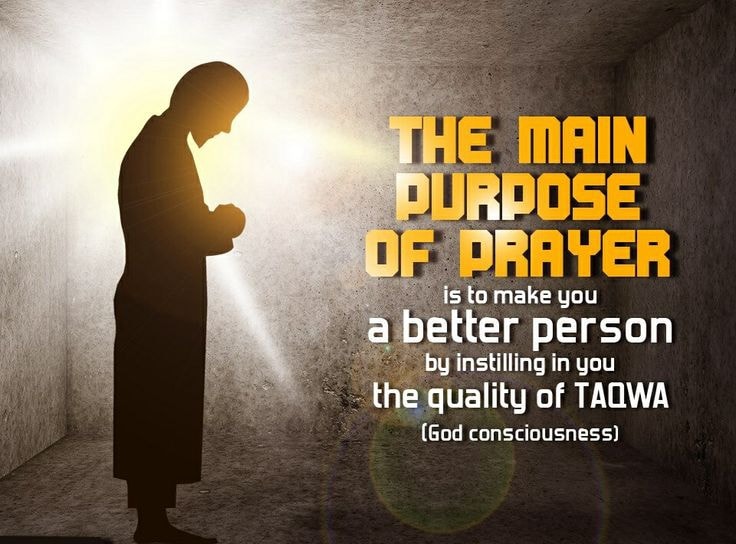 THE MAIN
PURPOSE
OF PRAYER
is to make you
a better person
by instilling in you
the quality of TAQWA
(God consciousness)